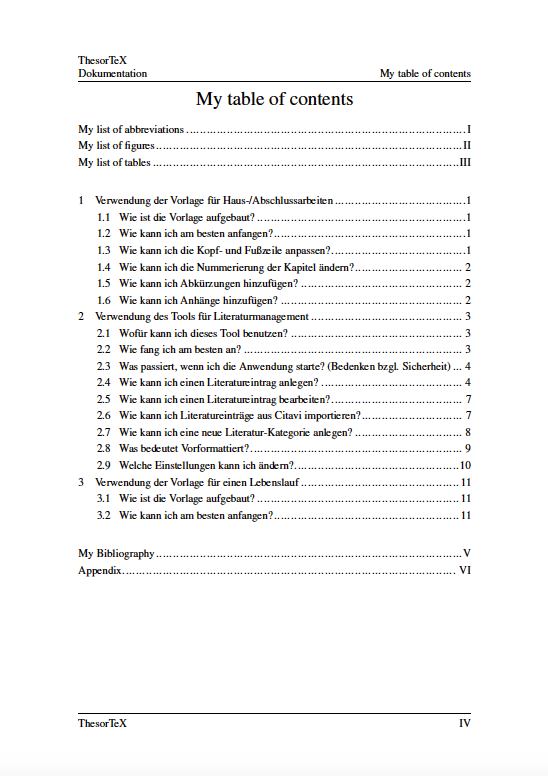 ThesorTeX
Dokumentation My table of contents
My table of contents
My list of abbreviations ........ I
My list of figures ........ II
My list of tables ........ III
1 Verwendung der Vorlage für Haus-/Abschlussarbeiten ........ 1
1.1 Wie ist die Vorlage aufgebaut? ........ 1
1.2 Wie kann ich am besten anfangen? ........ 1
1.3 Wie kann ich die Kopf- und Fußzeile anpassen? ........ 1
1.4 Wie kann ich die Nummerierung der Kapitel ändern? ........ 2
1.5 Wie kann ich Abkürzungen hinzufügen? ........ 2
1.6 Wie kann ich Anhänge hinzufügen? ........ 2
2 Verwendung des Tools für Literaturmanagement ........ 3
2.1 Wofür kann ich dieses Tool benutzen? ........ 3
2.2 Wie fang ich am besten an? ........ 3
2.3 Was passiert, wenn ich die Anwendung starte? (Bedenken bzgl. Sicherheit) ... 4
2.4 Wie kann ich einen Literatureintrag anlegen? ........ 4
2.5 Wie kann ich einen Literatureintrag bearbeiten? ........ 7
2.6 Wie kann ich Literatureinträge aus Citavi importieren? ........ 7
2.7 Wie kann ich eine neue Literatur-Kategorie anlegen? ........ 8
2.8 Was bedeutet Vorformattiert? ........ 9
2.9 Welche Einstellungen kann ich ändern? ........ 10
3 Verwendung der Vorlage für einen Lebenslauf ........ 11
3.1 Wie ist die Vorlage aufgebaut? ........ 11
3.2 Wie kann ich am besten anfangen? ........ 11
My Bibliography ........ V
Appendix ........ VI
ThesorTeX IV